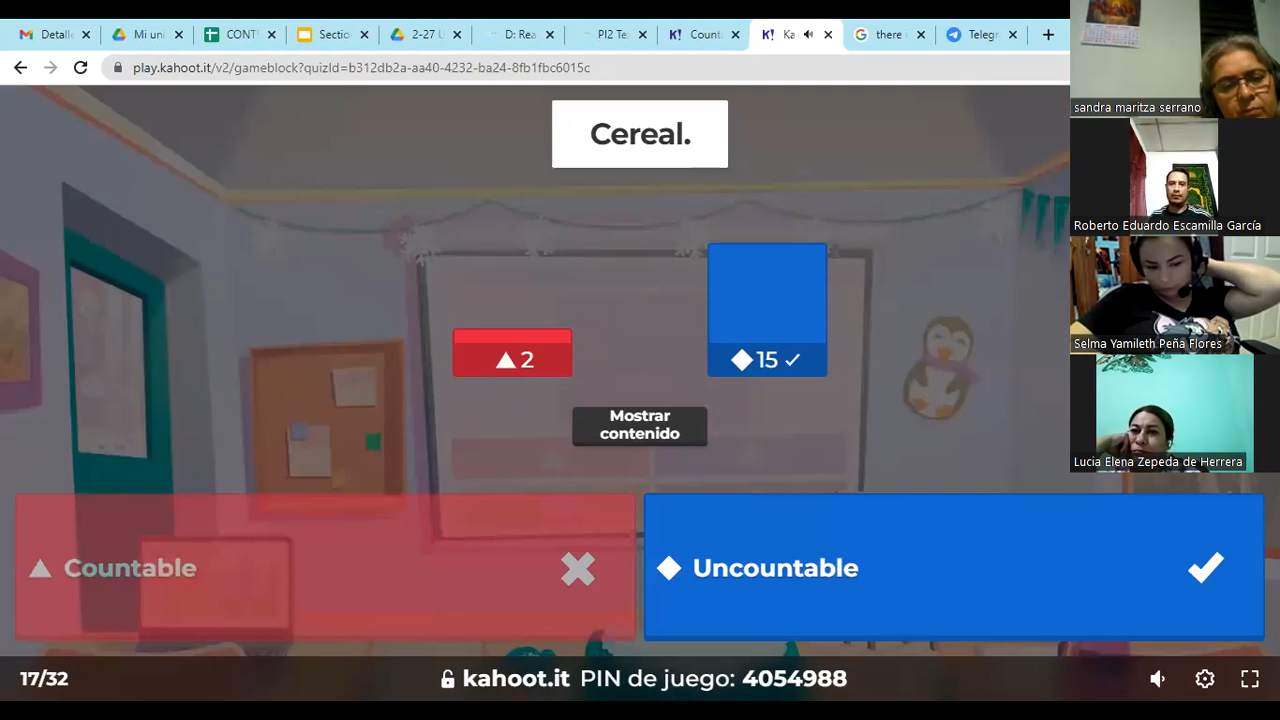 Detalle
Mi uni
CONT
Sectio
2-27 U
D: Rea
PI2 Te
K! Count
K! Ka
there i
Telegr
play.kahoot.it/v2/gameblock?quizId=b312db2a-aa40-4232-ba24-8fb1fbc6015c
Cereal.
2
15
Mostrar
contenido
Countable
Uncountable
17/32
kahoot.it PIN de juego: 4054988
sandra maritza serrano
Roberto Eduardo Escamilla García
Selma Yamileth Peña Flores
Lucia Elena Zepeda de Herrera